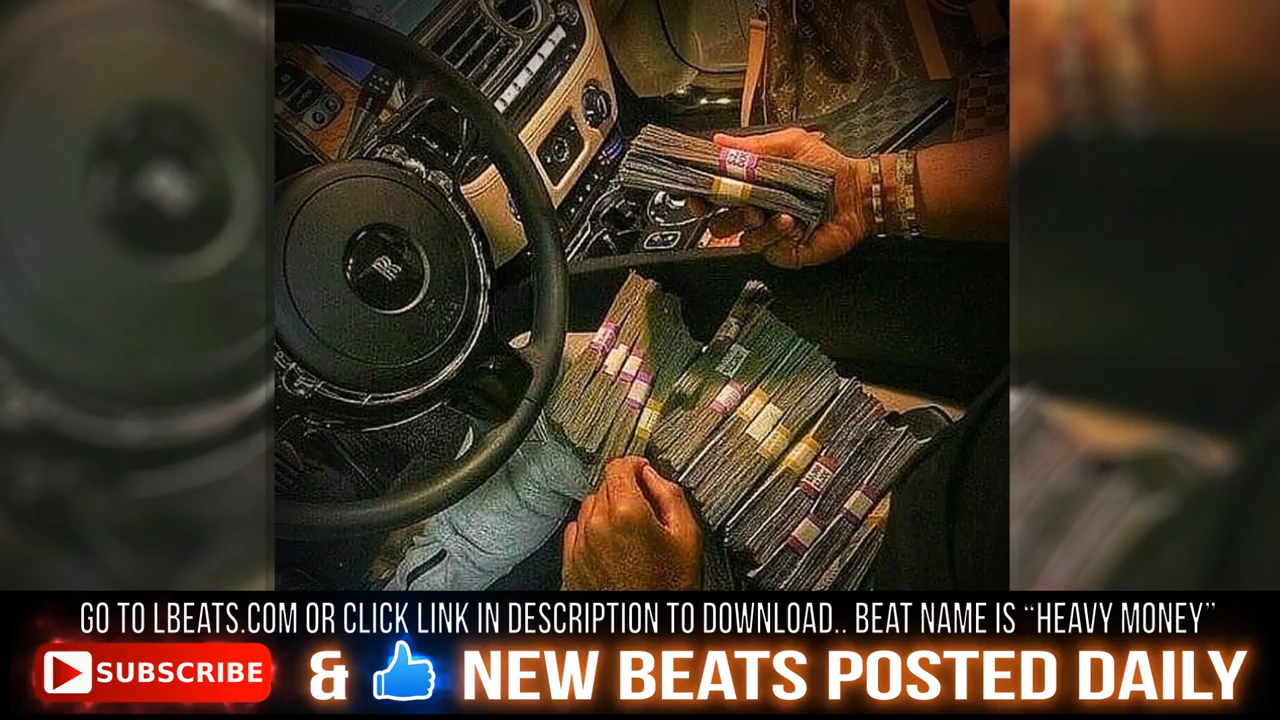 GO TO LBEATS.COM OR CLICK LINK IN DESCRIPTION TO DOWNLOAD.. BEAT NAME IS “HEAVY MONEY”
SUBSCRIBE & NEW BEATS POSTED DAILY